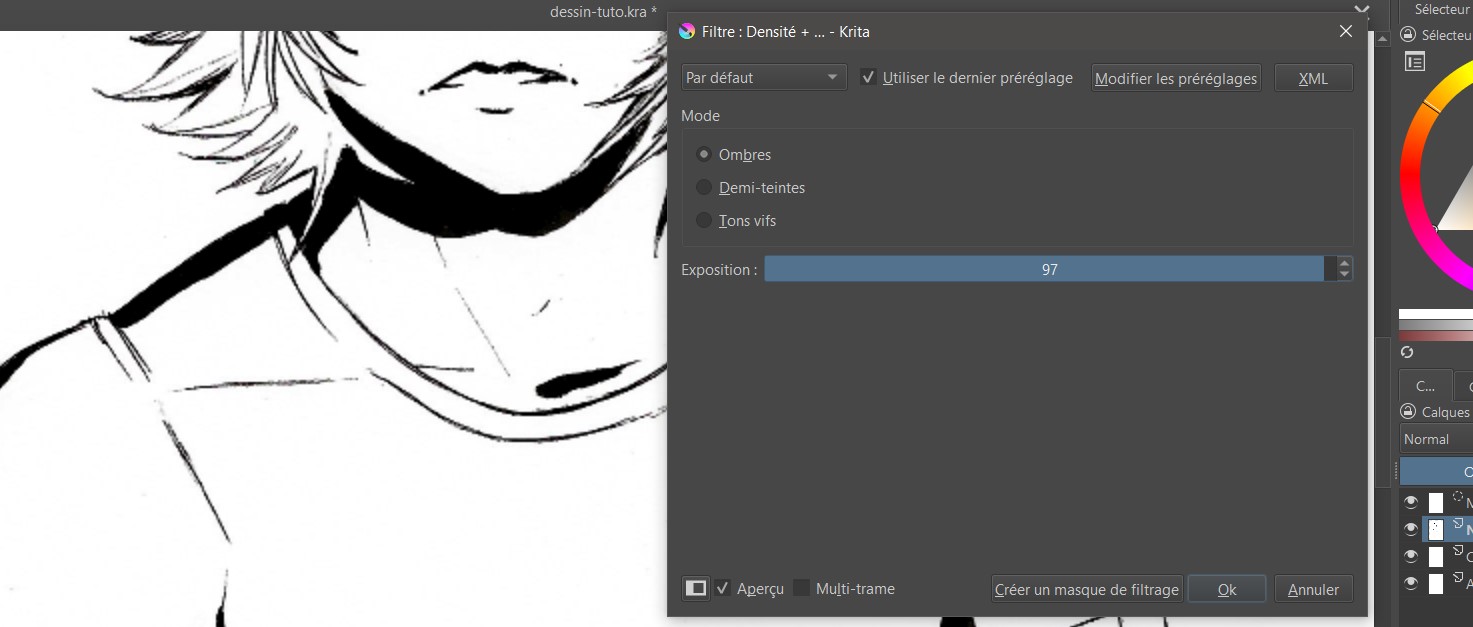 dessin-tuto.kra *
Filtre : Densité + ... - Krita
Par défaut
Utiliser le dernier préréglage
Modifier les préréglages
XML
Mode
Ombres
Demi-teintes
Tons vifs
Exposition :
97
Aperçu
Multi-trame
Créer un masque de filtrage
Ok
Annuler
Sélecteur
Sélecteu
C...
Calques
Normal